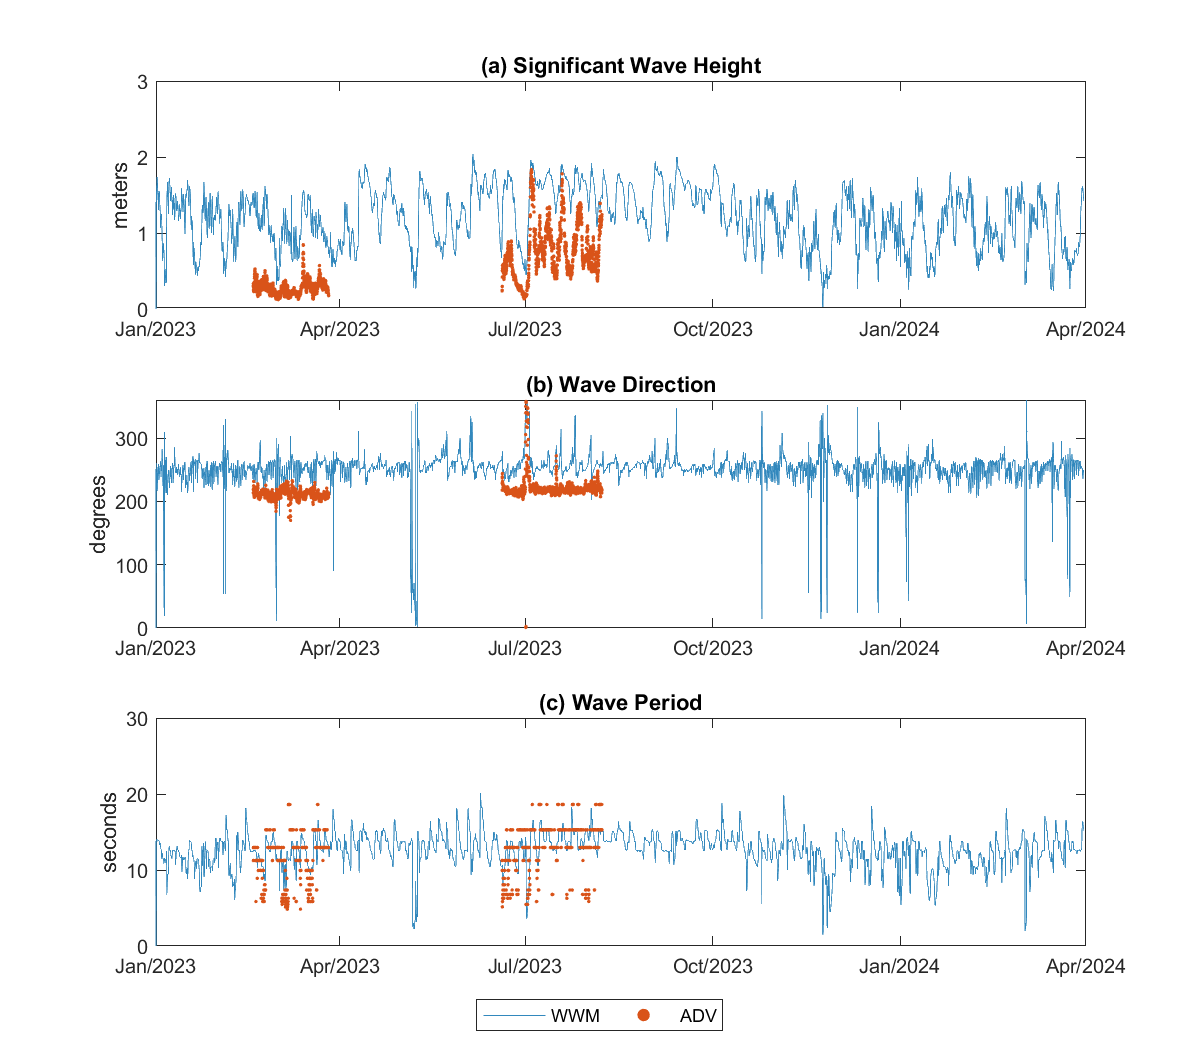 (a) Significant Wave Height
3
2
1
0
meters
Jan/2023 Apr/2023 Jul/2023 Oct/2023 Jan/2024 Apr/2024
(b) Wave Direction
300
200
100
0
degrees
Jan/2023 Apr/2023 Jul/2023 Oct/2023 Jan/2024 Apr/2024
(c) Wave Period
30
20
10
0
seconds
Jan/2023 Apr/2023 Jul/2023 Oct/2023 Jan/2024 Apr/2024
WWM ADV